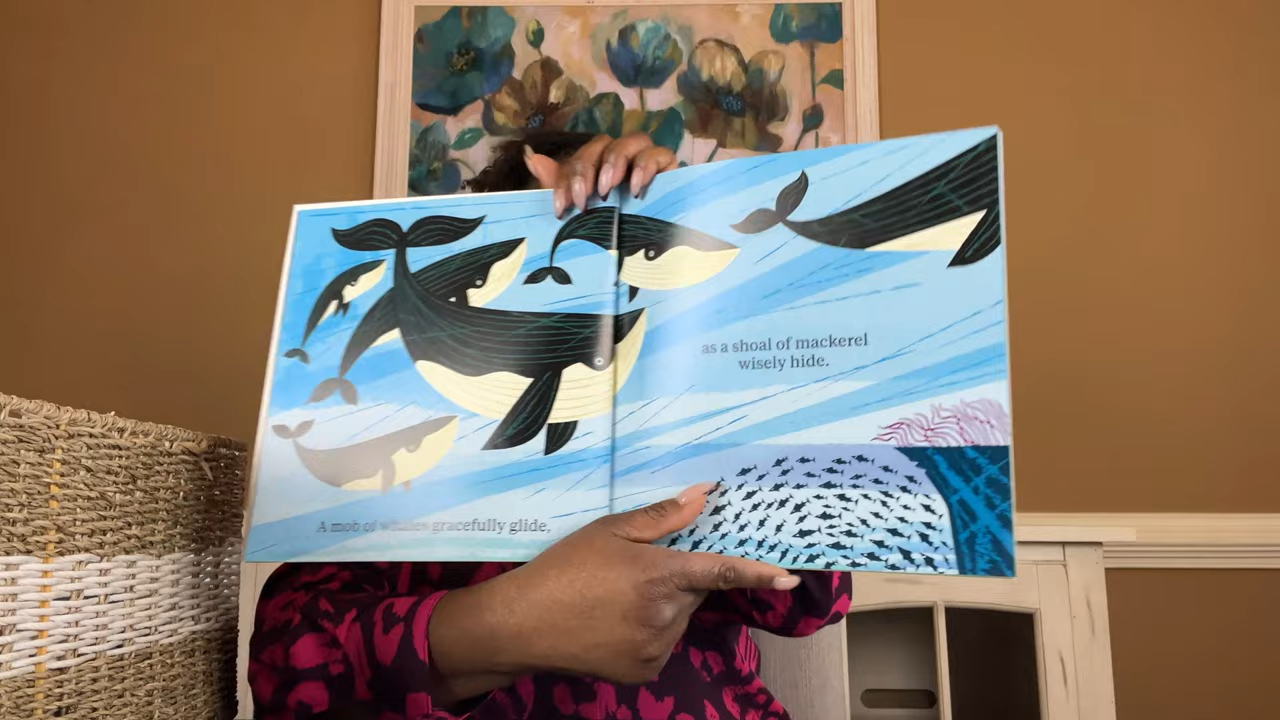 A mob of whales gracefully glide,
as a shoal of mackerel
wisely hide.